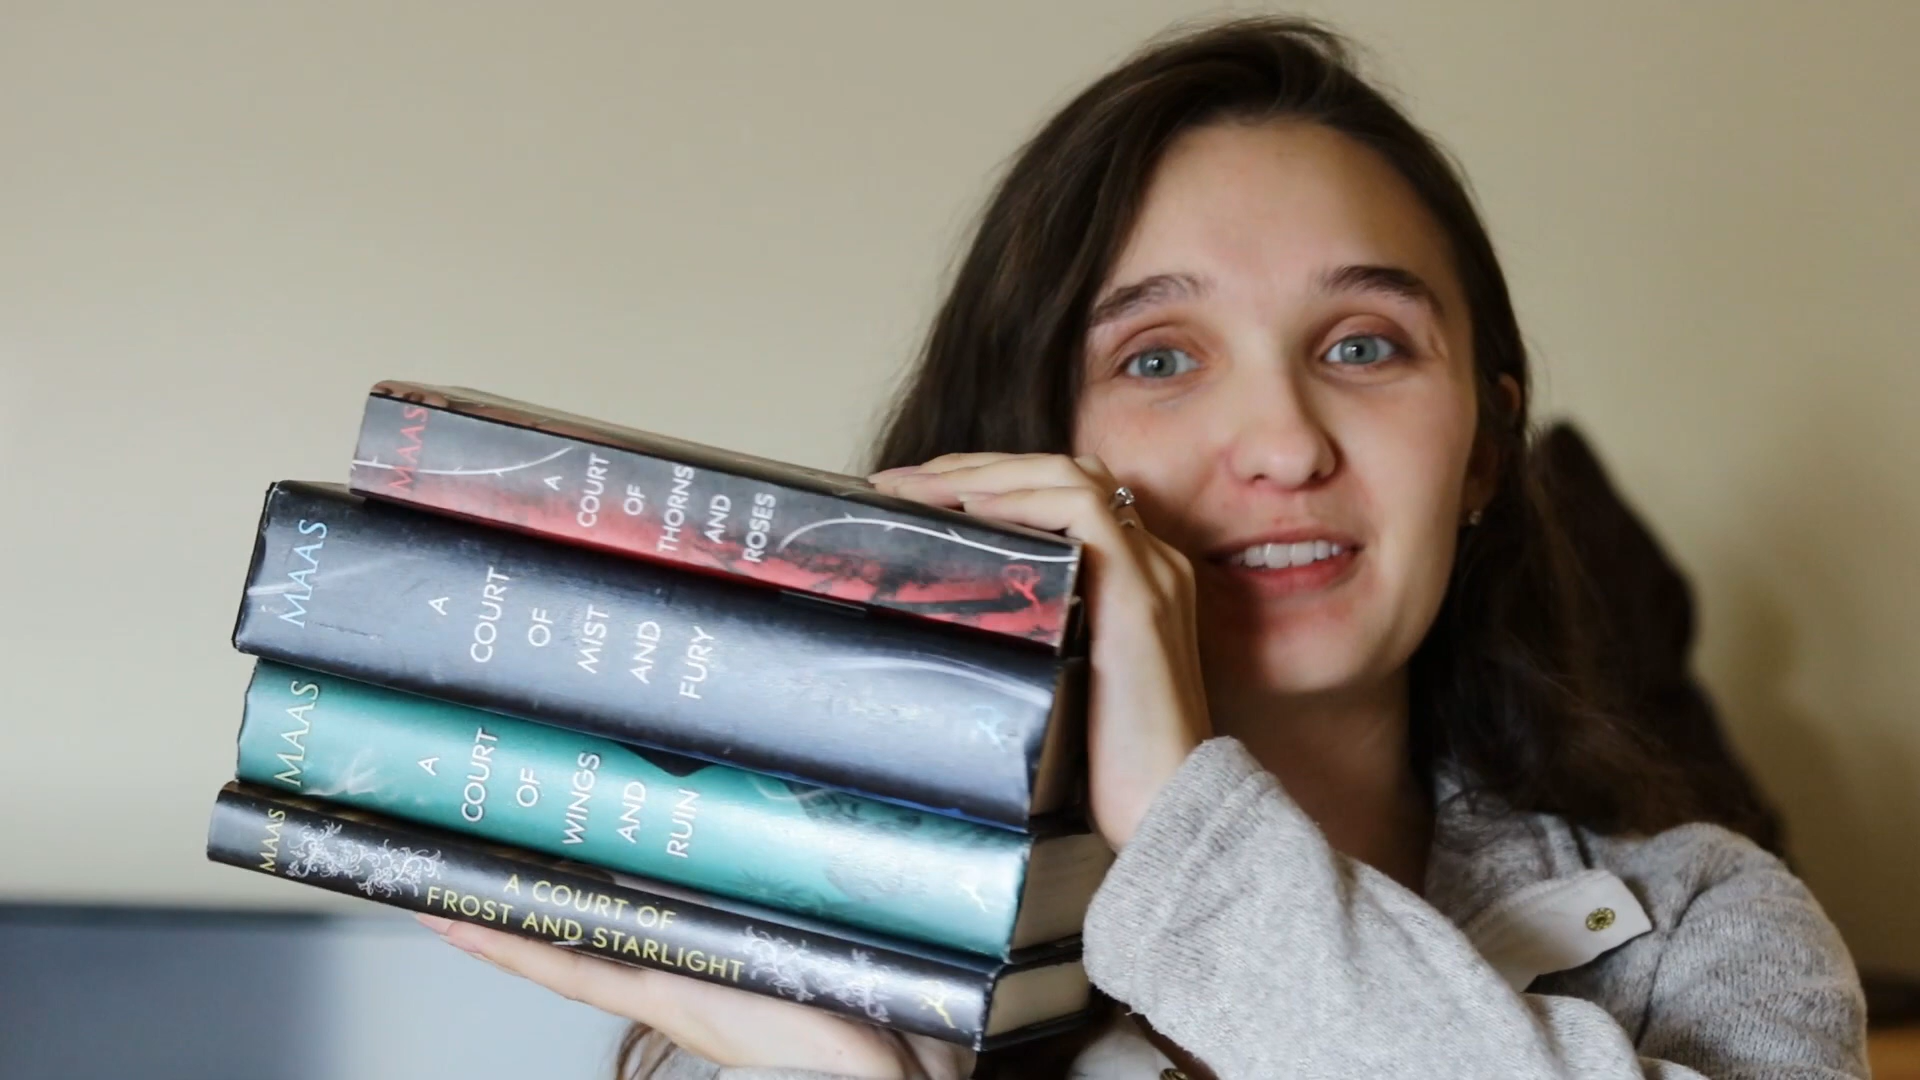 MAAS
A
COURT
OF
THORNS
AND
ROSES
MAAS
A
COURT
OF
MIST
AND
FURY
MAAS
A
COURT
OF
WINGS
AND
RUIN
MAAS
A COURT OF
FROST AND STARLIGHT